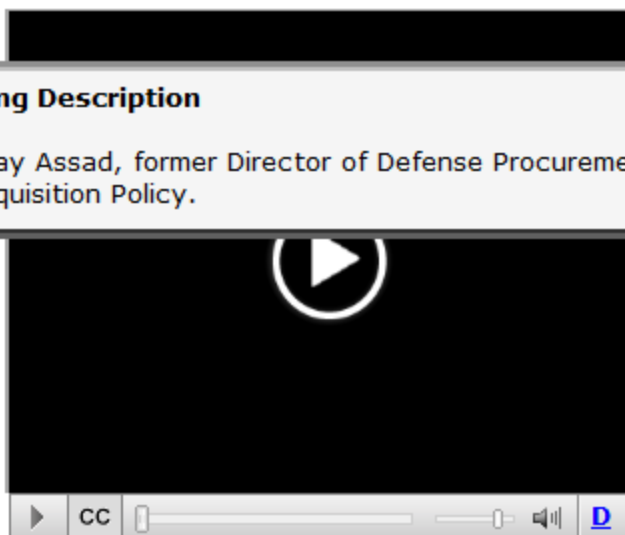 ng Description
ay Assad, former Director of Defense Procureme
quisition Policy.
CC D